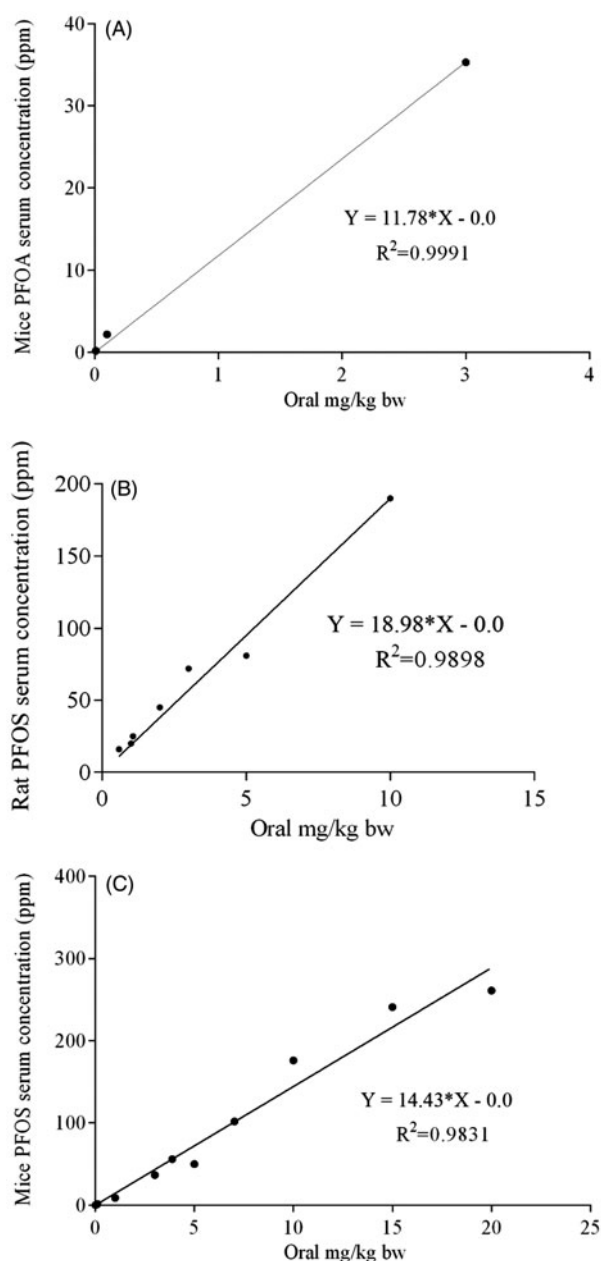 (A)
Mice PFOA serum concentration (ppm)
40
30
20
10
0
Y = 11.78*X - 0.0
R²=0.9991
0 1 2 3 4
Oral mg/kg bw
(B)
Rat PFOS serum concentration (ppm)
200
150
100
50
0
Y = 18.98*X - 0.0
R²=0.9898
0 5 10 15
Oral mg/kg bw
(C)
Mice PFOS serum concentration (ppm)
400
300
200
100
0
Y = 14.43*X - 0.0
R²=0.9831
0 5 10 15 20 25
Oral mg/kg bw